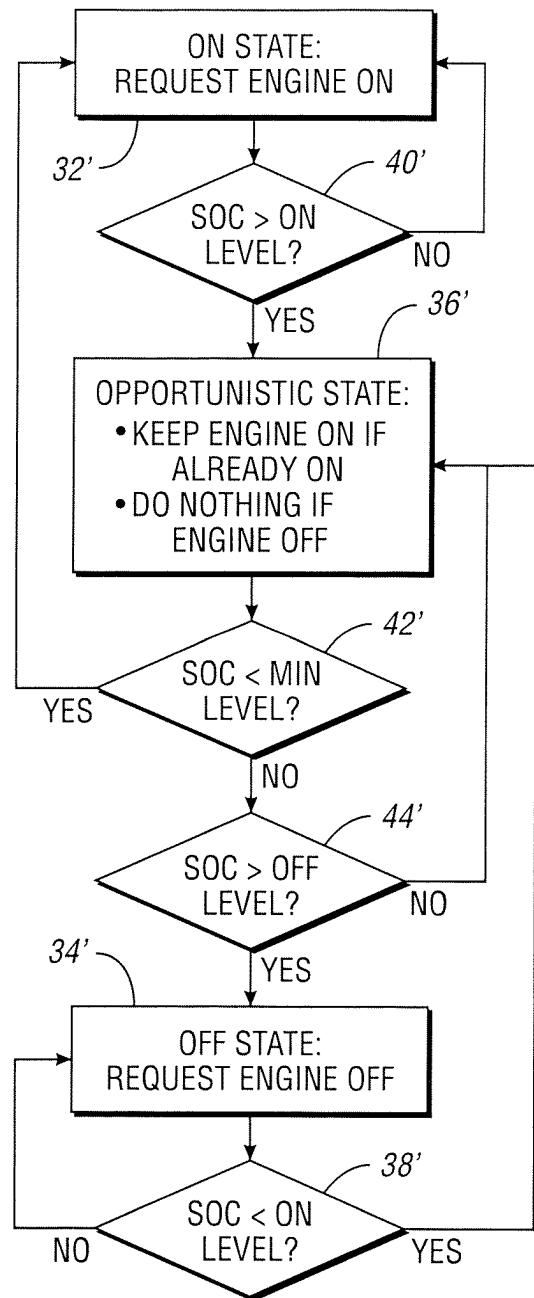 ON STATE:
REQUEST ENGINE ON
32'
40'
SOC > ON
LEVEL?
NO
YES
36'
OPPORTUNISTIC STATE:
• KEEP ENGINE ON IF
ALREADY ON
• DO NOTHING IF
ENGINE OFF
42'
SOC < MIN
LEVEL?
YES
NO
44'
SOC > OFF
LEVEL?
NO
YES
34'
OFF STATE:
REQUEST ENGINE OFF
38'
SOC < ON
LEVEL?
NO
YES